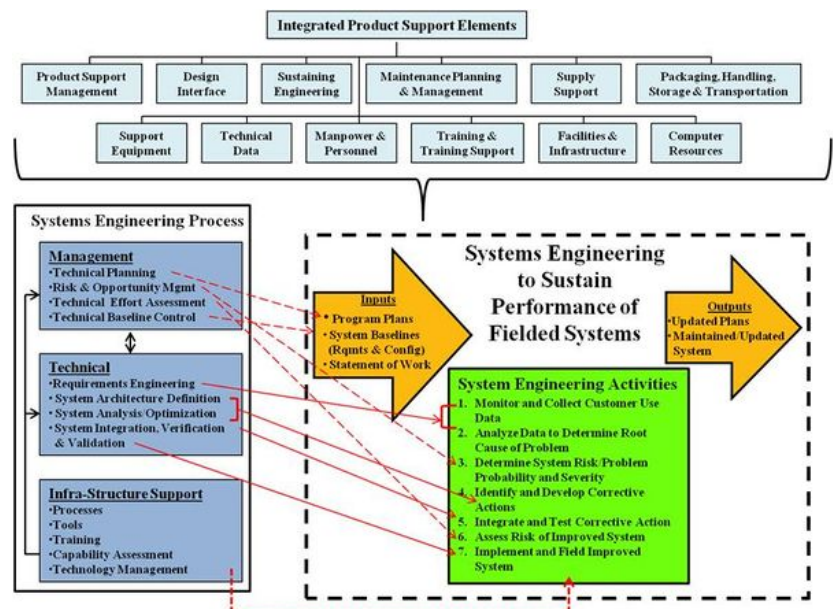 Integrated Product Support Elements
Product Support
Management
Design
Interface
Sustaining
Engineering
Maintenance Planning
& Management
Supply
Support
Packaging, Handling,
Storage & Transportation
Support
Equipment
Technical
Data
Manpower &
Personnel
Training &
Training Support
Facilities &
Infrastructure
Computer
Resources
Systems Engineering Process
Management
•Technical Planning
•Risk & Opportunity Mgmt
•Technical Effort Assessment
•Technical Baseline Control
Technical
•Requirements Engineering
•System Architecture Definition
•System Analysis/Optimization
•System Integration, Verification
& Validation
Infra-Structure Support
•Processes
•Tools
•Training
•Capability Assessment
•Technology Management
Systems Engineering
to Sustain
Performance of
Fielded Systems
Inputs
• Program Plans
• System Baselines
(Rqmts & Config)
• Statement of Work
Outputs
•Updated Plans
•Maintained/Updated
System
System Engineering Activities
1. Monitor and Collect Customer Use
Data
2. Analyze Data to Determine Root
Cause of Problem
3. Determine System Risk/Problem
Probability and Severity
4. Identify and Develop Corrective
Actions
5. Integrate and Test Corrective Action
6. Assess Risk of Improved System
7. Implement and Field Improved
System